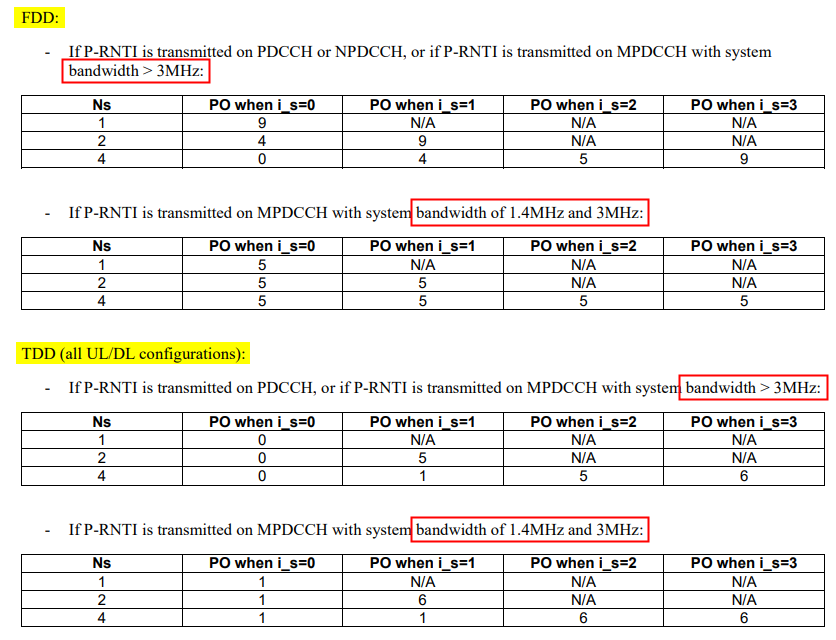 FDD:
- If P-RNTI is transmitted on PDCCH or NPDCCH, or if P-RNTI is transmitted on MPDCCH with system
bandwidth > 3MHz:
Ns PO when i_s=0 PO when i_s=1 PO when i_s=2 PO when i_s=3
1 9 N/A N/A N/A
2 4 9 N/A N/A
4 0 4 5 9
- If P-RNTI is transmitted on MPDCCH with system bandwidth of 1.4MHz and 3MHz:
Ns PO when i_s=0 PO when i_s=1 PO when i_s=2 PO when i_s=3
1 5 N/A N/A N/A
2 5 5 N/A N/A
4 5 5 5 5
TDD (all UL/DL configurations):
- If P-RNTI is transmitted on PDCCH, or if P-RNTI is transmitted on MPDCCH with system bandwidth > 3MHz:
Ns PO when i_s=0 PO when i_s=1 PO when i_s=2 PO when i_s=3
1 0 N/A N/A N/A
2 0 5 N/A N/A
4 0 1 5 6
- If P-RNTI is transmitted on MPDCCH with system bandwidth of 1.4MHz and 3MHz:
Ns PO when i_s=0 PO when i_s=1 PO when i_s=2 PO when i_s=3
1 1 N/A N/A N/A
2 1 6 N/A N/A
4 1 1 6 6